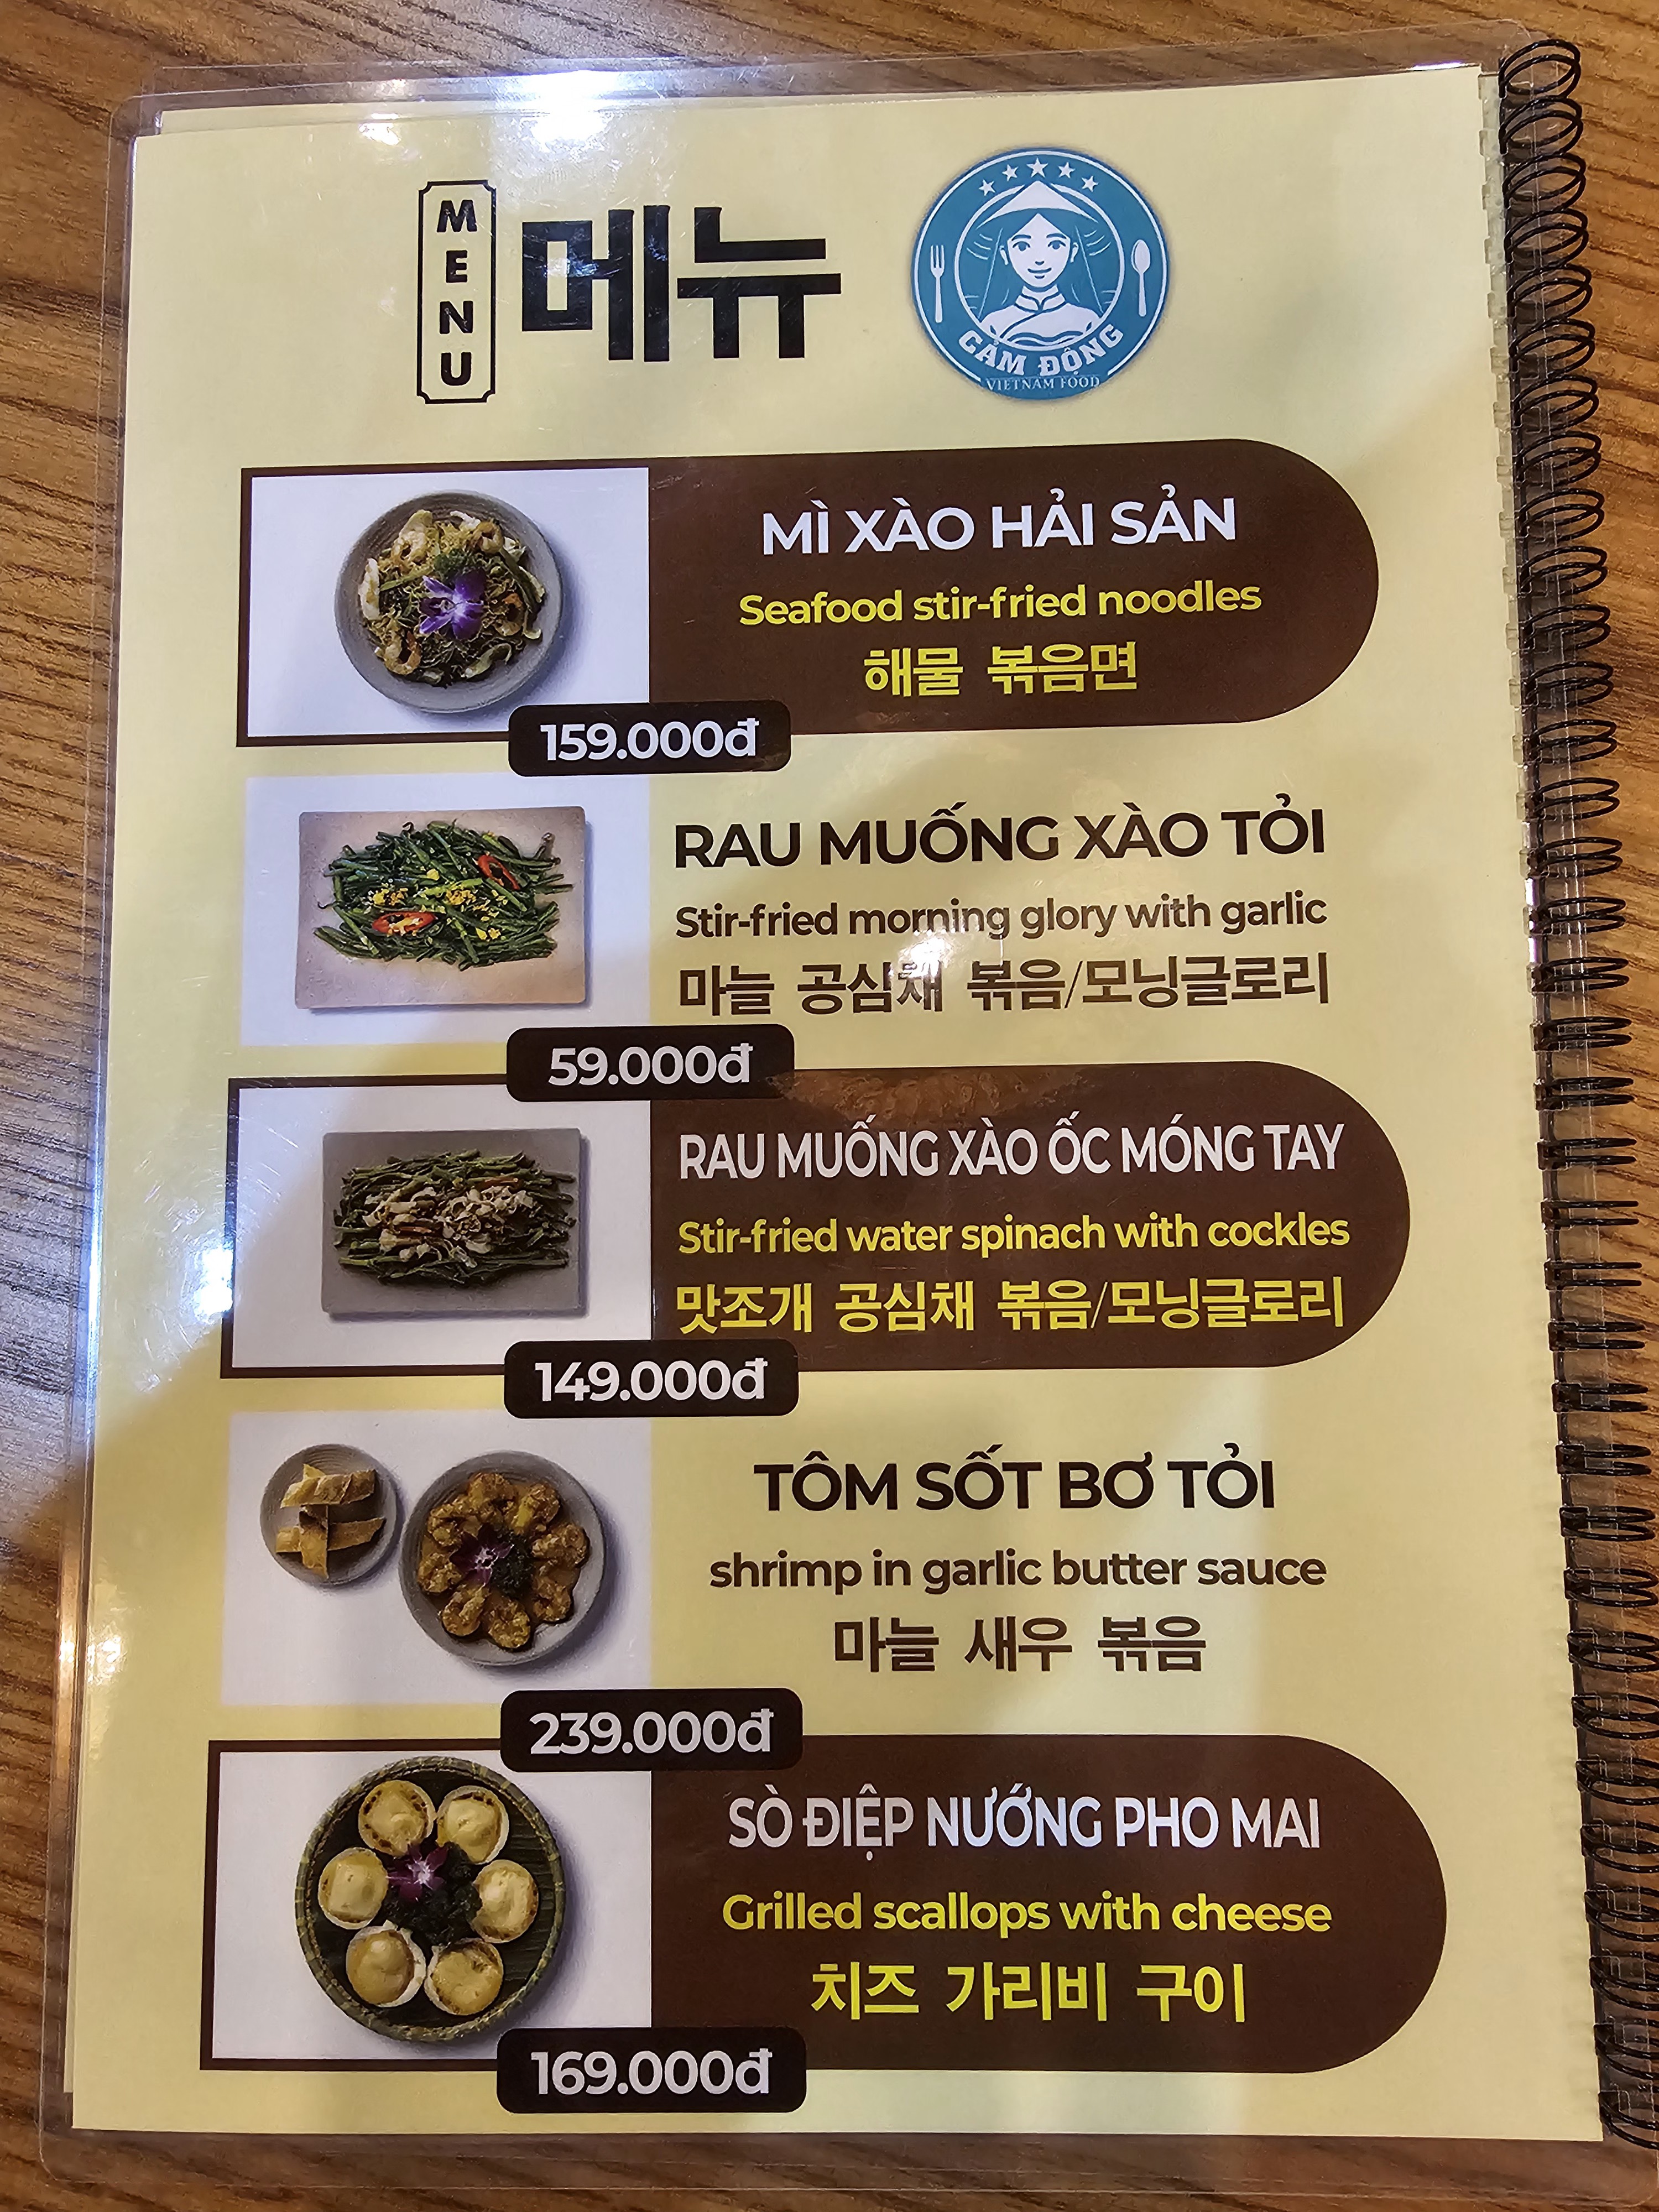 MENU
메뉴
CẢM ĐỘNG
VIETNAM FOOD
MÌ XÀO HẢI SẢN
Seafood stir-fried noodles
해물 볶음면
159.000đ
RAU MUỐNG XÀO TỎI
Stir-fried morning glory with garlic
마늘 공심채 볶음/모닝글로리
59.000đ
RAU MUỐNG XÀO ỐC MÓNG TAY
Stir-fried water spinach with cockles
맛조개 공심채 볶음/모닝글로리
149.000đ
TÔM SỐT BƠ TỎI
shrimp in garlic butter sauce
마늘 새우 볶음
239.000đ
SÒ ĐIỆP NƯỚNG PHO MAI
Grilled scallops with cheese
치즈 가리비 구이
169.000đ